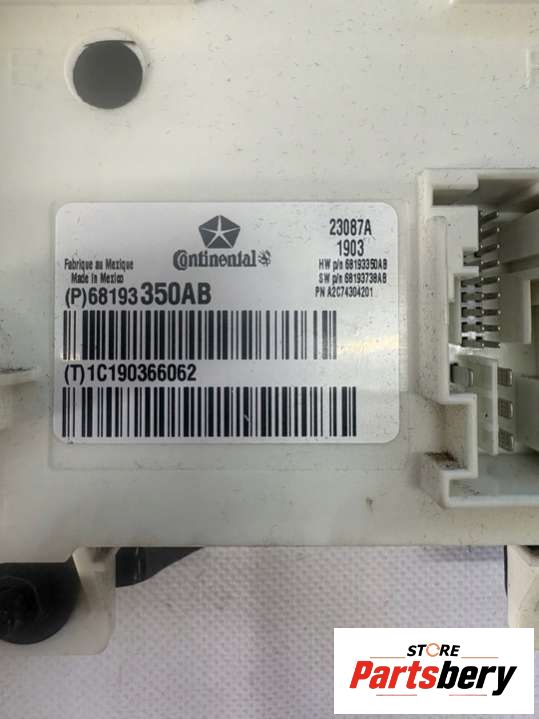 Continental
23087A
1903
HW p/n 68193350AB
SW p/n 68193738AB
PN A2C74304201
Fabrique au Mexique
Made in Mexico
(P)68193350AB
(T)1C190366062
STORE
Partsbery